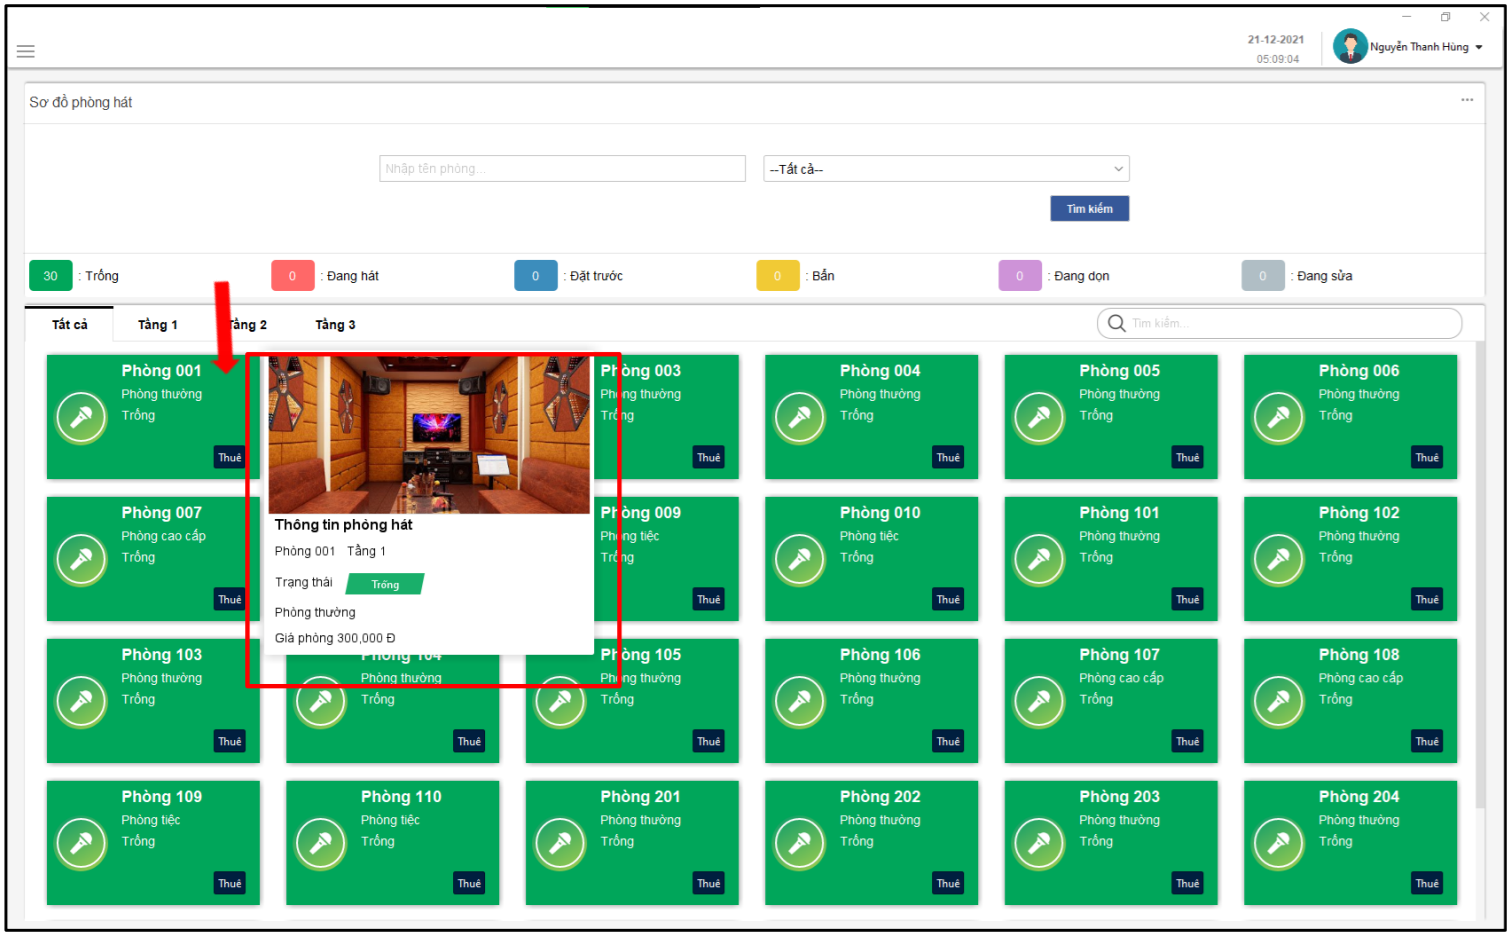 21-12-2021
05:09:04
Nguyễn Thanh Hùng
Sơ đồ phòng hát
Nhập tên phòng...
--Tất cả--
Tìm kiếm
30 : Trống
0 : Đang hát
0 : Đặt trước
0 : Bẩn
0 : Đang dọn
0 : Đang sửa
Tất cả
Tầng 1
Tầng 2
Tầng 3
Tìm kiếm...
Phòng 001
Phòng thường
Trống
Thuê
Thông tin phòng hát
Phòng 001 Tầng 1
Trạng thái Trống
Phòng thường
Giá phòng 300,000 Đ
Phòng 003
Phòng thường
Trống
Thuê
Phòng 004
Phòng thường
Trống
Thuê
Phòng 005
Phòng thường
Trống
Thuê
Phòng 006
Phòng thường
Trống
Thuê
Phòng 007
Phòng cao cấp
Trống
Thuê
Phòng 009
Phòng tiệc
Trống
Thuê
Phòng 010
Phòng tiệc
Trống
Thuê
Phòng 101
Phòng thường
Trống
Thuê
Phòng 102
Phòng thường
Trống
Thuê
Phòng 103
Phòng thường
Trống
Thuê
Phòng 104
Phòng thường
Trống
Thuê
Phòng 105
Phòng thường
Trống
Thuê
Phòng 106
Phòng thường
Trống
Thuê
Phòng 107
Phòng cao cấp
Trống
Thuê
Phòng 108
Phòng cao cấp
Trống
Thuê
Phòng 109
Phòng tiệc
Trống
Thuê
Phòng 110
Phòng tiệc
Trống
Thuê
Phòng 201
Phòng thường
Trống
Thuê
Phòng 202
Phòng thường
Trống
Thuê
Phòng 203
Phòng thường
Trống
Thuê
Phòng 204
Phòng thường
Trống
Thuê